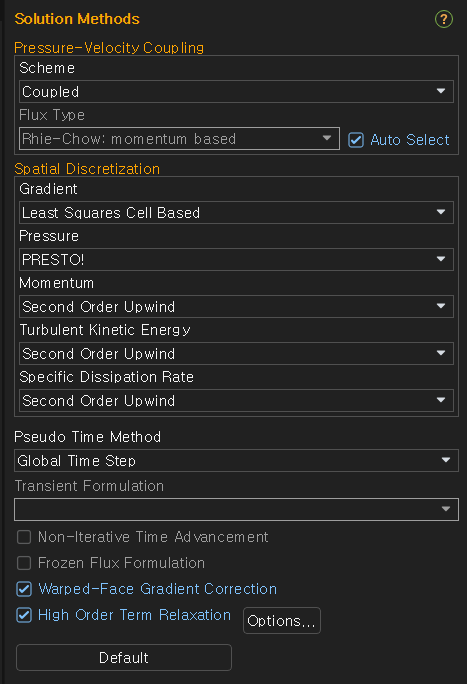 Solution Methods
?
Pressure-Velocity Coupling
Scheme
Coupled
Flux Type
Rhie-Chow: momentum based
Auto Select
Spatial Discretization
Gradient
Least Squares Cell Based
Pressure
PRESTO!
Momentum
Second Order Upwind
Turbulent Kinetic Energy
Second Order Upwind
Specific Dissipation Rate
Second Order Upwind
Pseudo Time Method
Global Time Step
Transient Formulation
Non-Iterative Time Advancement
Frozen Flux Formulation
Warped-Face Gradient Correction
High Order Term Relaxation
Options...
Default